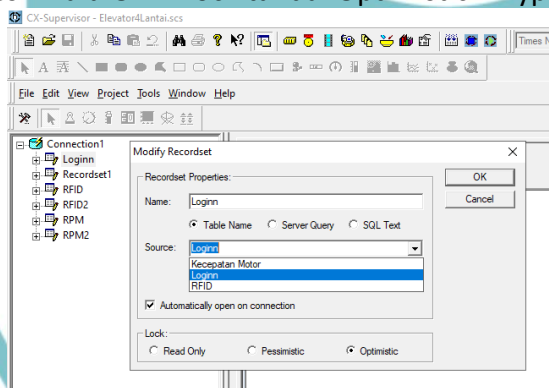 CX-Supervisor - Elevator4Lantai.scs
Times N
File Edit View Project Tools Window Help
Connection1
Loginn
Recordset1
RFID
RFID2
RPM
RPM2
Modify Recordset
Recordset Properties:
Name: Loginn
Table Name Server Query SQL Text
Source: Loginn
Kecepatan Motor
Loginn
RFID
Automatically open on connection
Lock:
Read Only Pessimistic Optimistic
OK
Cancel